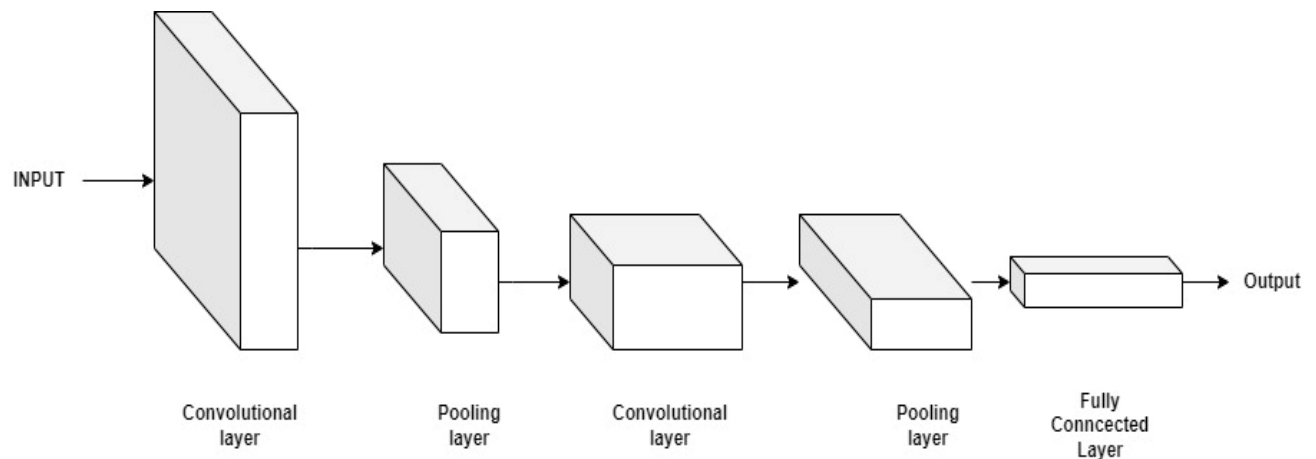 INPUT
Output
Convolutional
layer
Pooling
layer
Convolutional
layer
Pooling
layer
Fully
Conncected
Layer